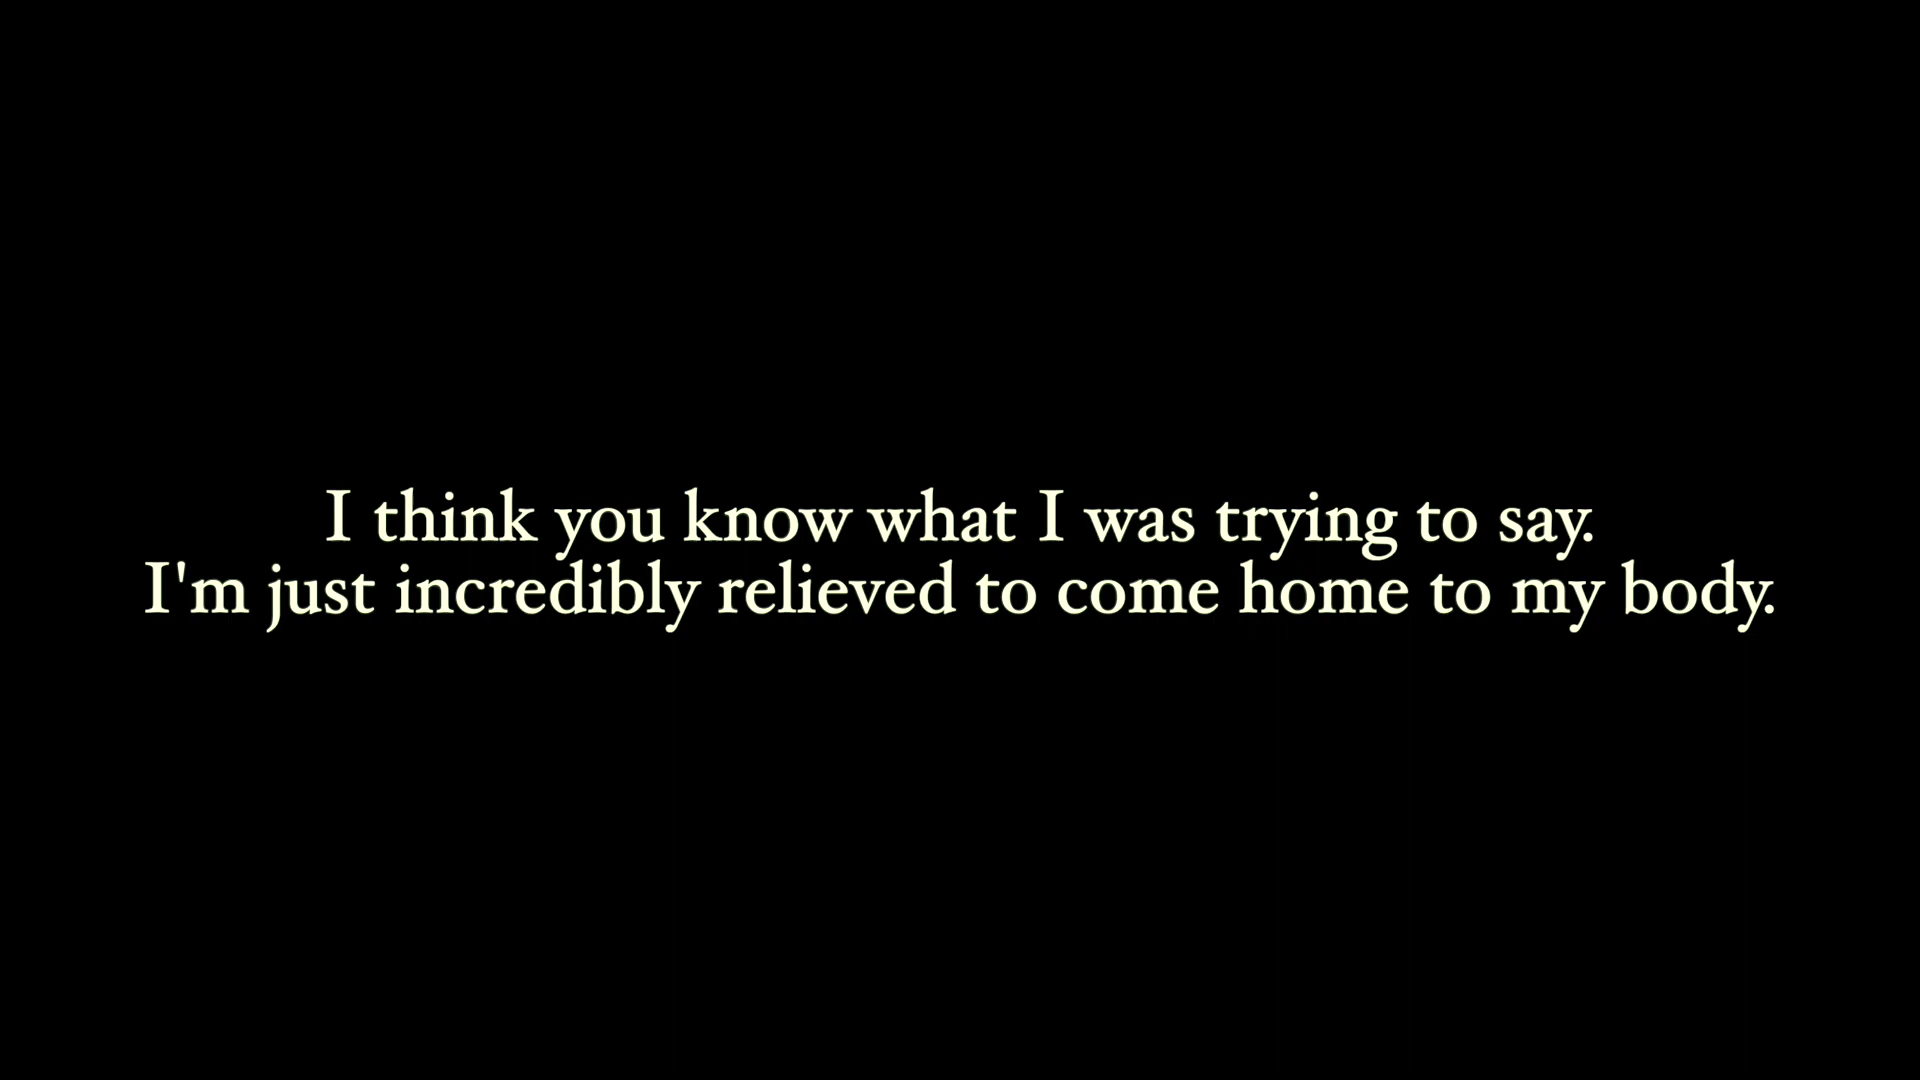 I think you know what I was trying to say.
I'm just incredibly relieved to come home to my body.